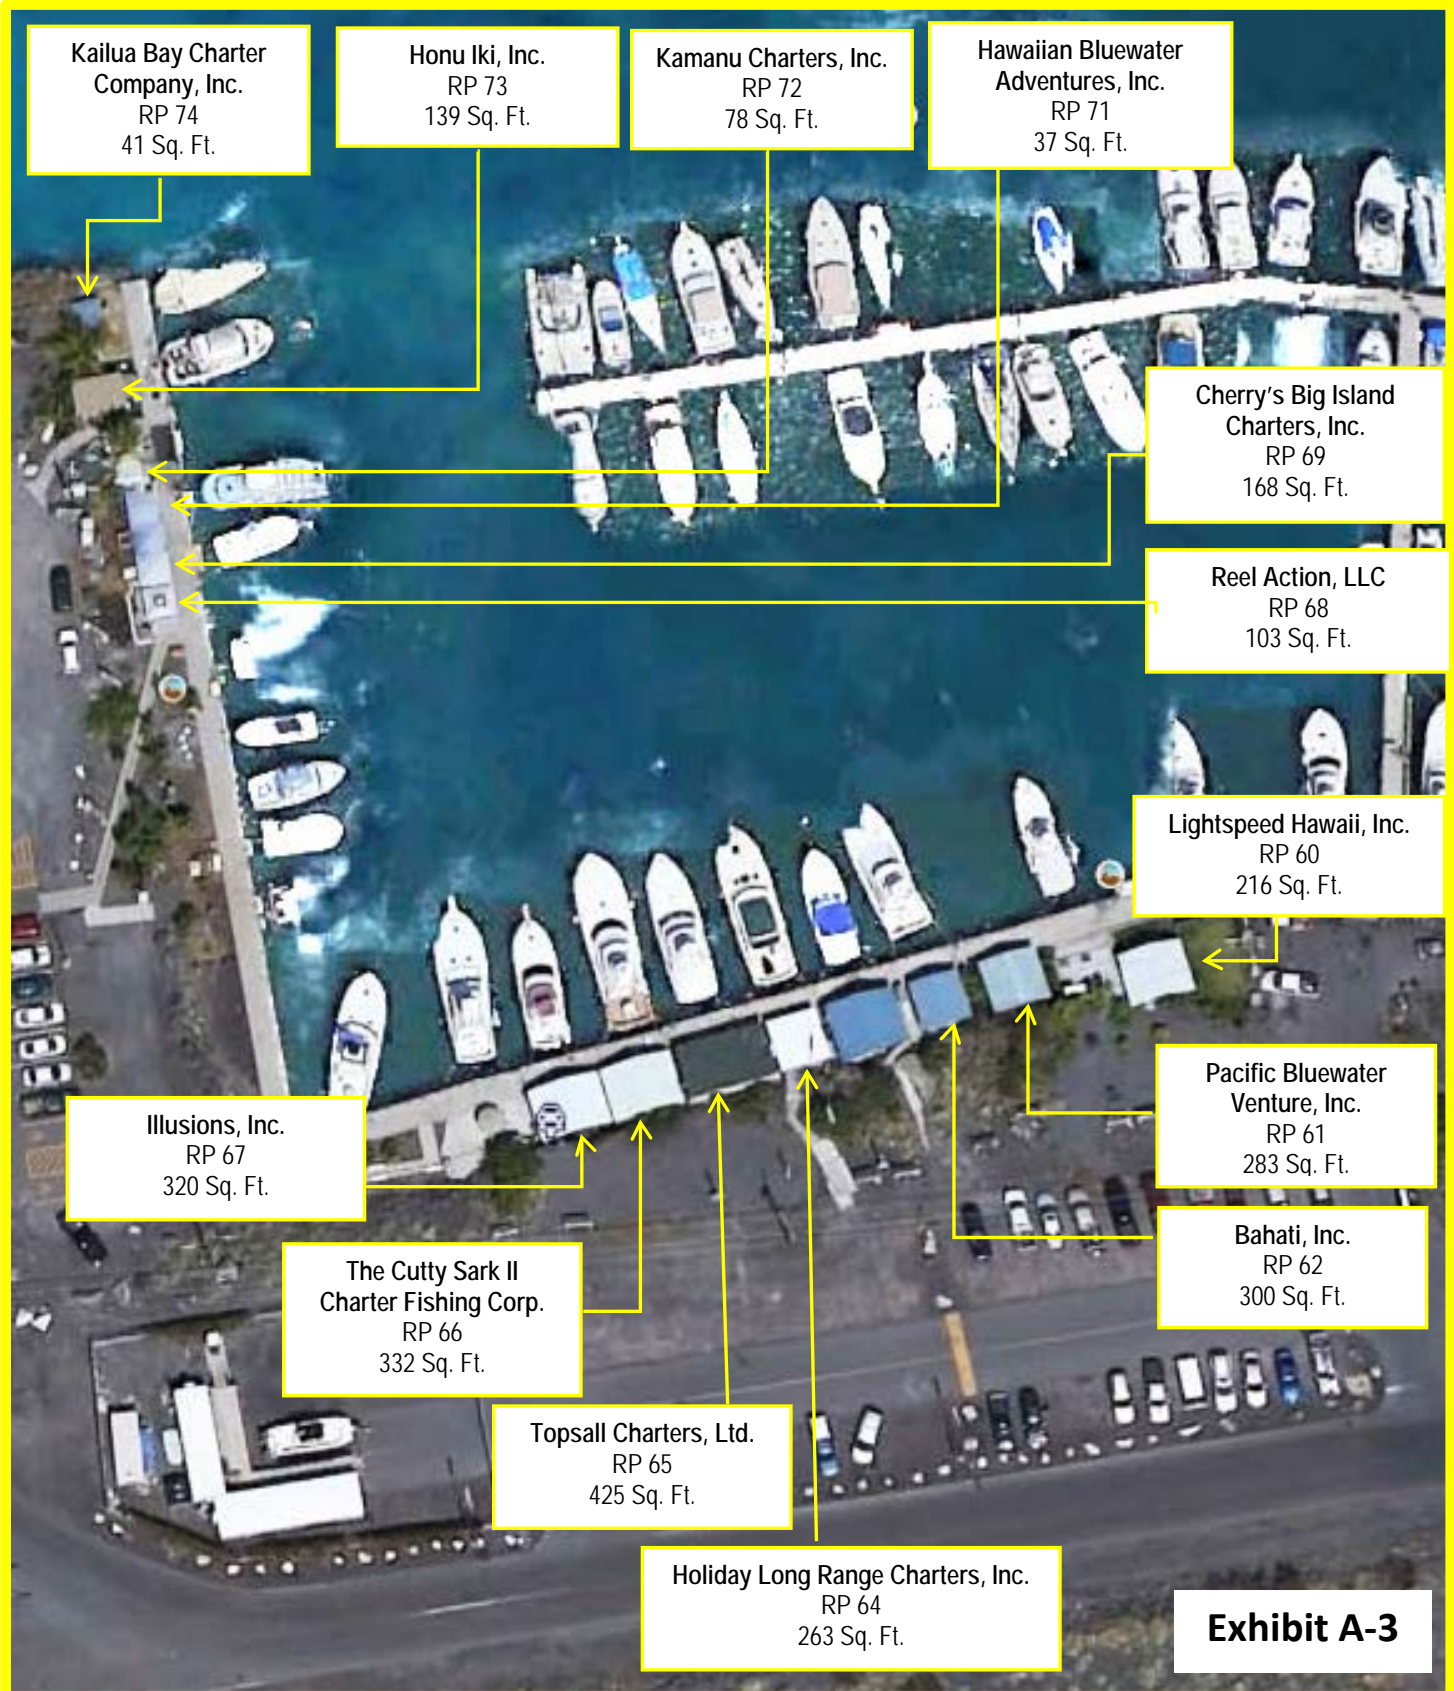 Kailua Bay Charter
Company, Inc.
RP 74
41 Sq. Ft.
Honu Iki, Inc.
RP 73
139 Sq. Ft.
Kamanu Charters, Inc.
RP 72
78 Sq. Ft.
Hawaiian Bluewater
Adventures, Inc.
RP 71
37 Sq. Ft.
Cherry's Big Island
Charters, Inc.
RP 69
168 Sq. Ft.
Reel Action, LLC
RP 68
103 Sq. Ft.
Lightspeed Hawaii, Inc.
RP 60
216 Sq. Ft.
Pacific Bluewater
Venture, Inc.
RP 61
283 Sq. Ft.
Illusions, Inc.
RP 67
320 Sq. Ft.
Bahati, Inc.
RP 62
300 Sq. Ft.
The Cutty Sark II
Charter Fishing Corp.
RP 66
332 Sq. Ft.
Topsall Charters, Ltd.
RP 65
425 Sq. Ft.
Holiday Long Range Charters, Inc.
RP 64
263 Sq. Ft.
Exhibit A-3